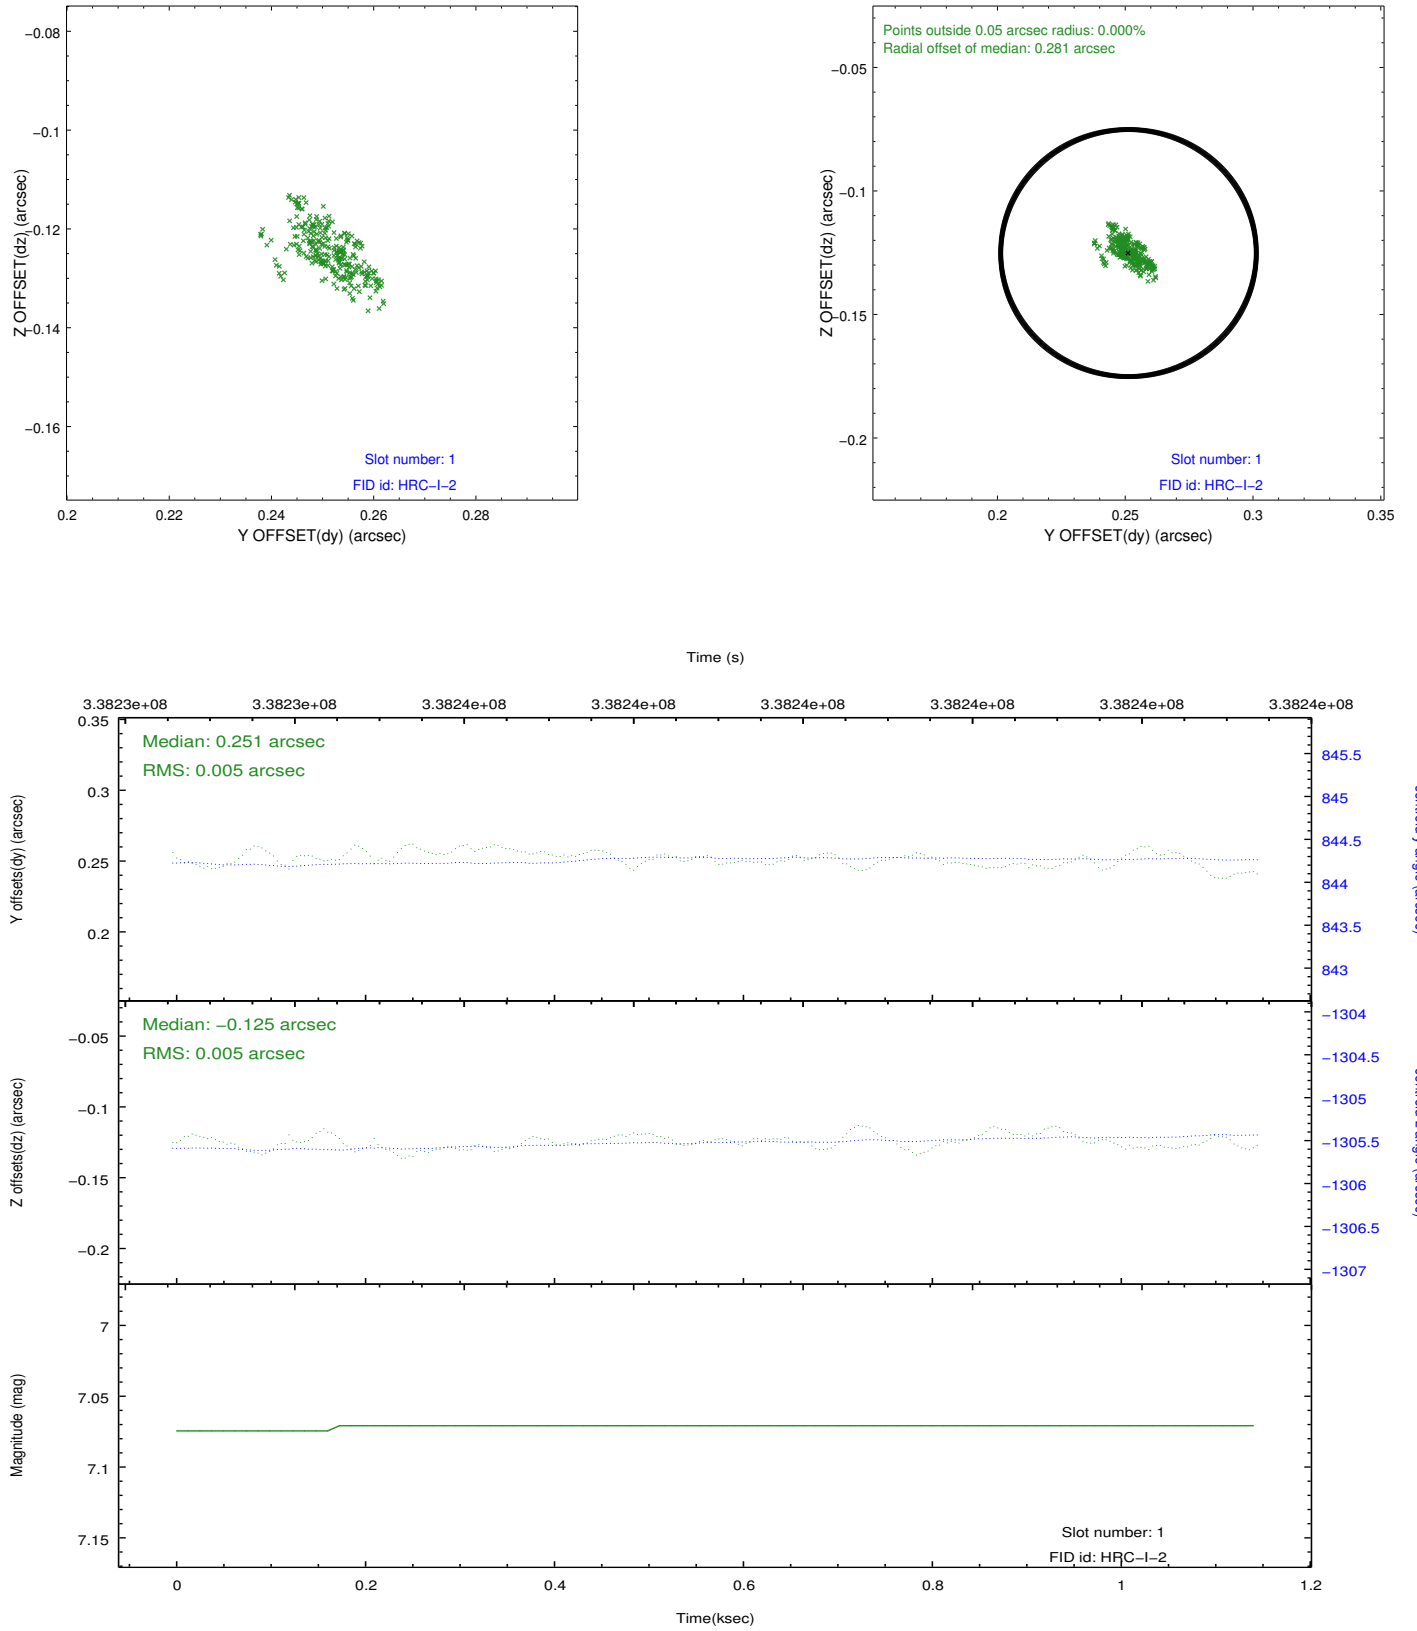 −0.08
−0.1
−0.12
−0.14
−0.16
Z OFFSET(dz) (arcsec)
Slot number: 1
FID id: HRC−I−2
0.2 0.22 0.24 0.26 0.28
Y OFFSET(dy) (arcsec)
Points outside 0.05 arcsec radius: 0.000%
Radial offset of median: 0.281 arcsec
−0.05
−0.1
−0.15
−0.2
Z OFFSET(dz) (arcsec)
Slot number: 1
FID id: HRC−I−2
0.2 0.25 0.3 0.35
Y OFFSET(dy) (arcsec)
Time (s)
3.3823e+08 3.3823e+08 3.3824e+08 3.3824e+08 3.3824e+08 3.3824e+08 3.3824e+08 3.3824e+08
Median: 0.251 arcsec
RMS: 0.005 arcsec
0.35
0.3
0.25
0.2
Y offsets(dy) (arcsec)
845.5
845
844.5
844
843.5
843
Median: −0.125 arcsec
RMS: 0.005 arcsec
−0.05
−0.1
−0.15
−0.2
Z offsets(dz) (arcsec)
−1304
−1304.5
−1305
−1305.5
−1306
−1306.5
−1307
7
7.05
7.1
7.15
Magnitude (mag)
Slot number: 1
FID id: HRC−I−2
0 0.2 0.4 0.6 0.8 1 1.2
Time(ksec)